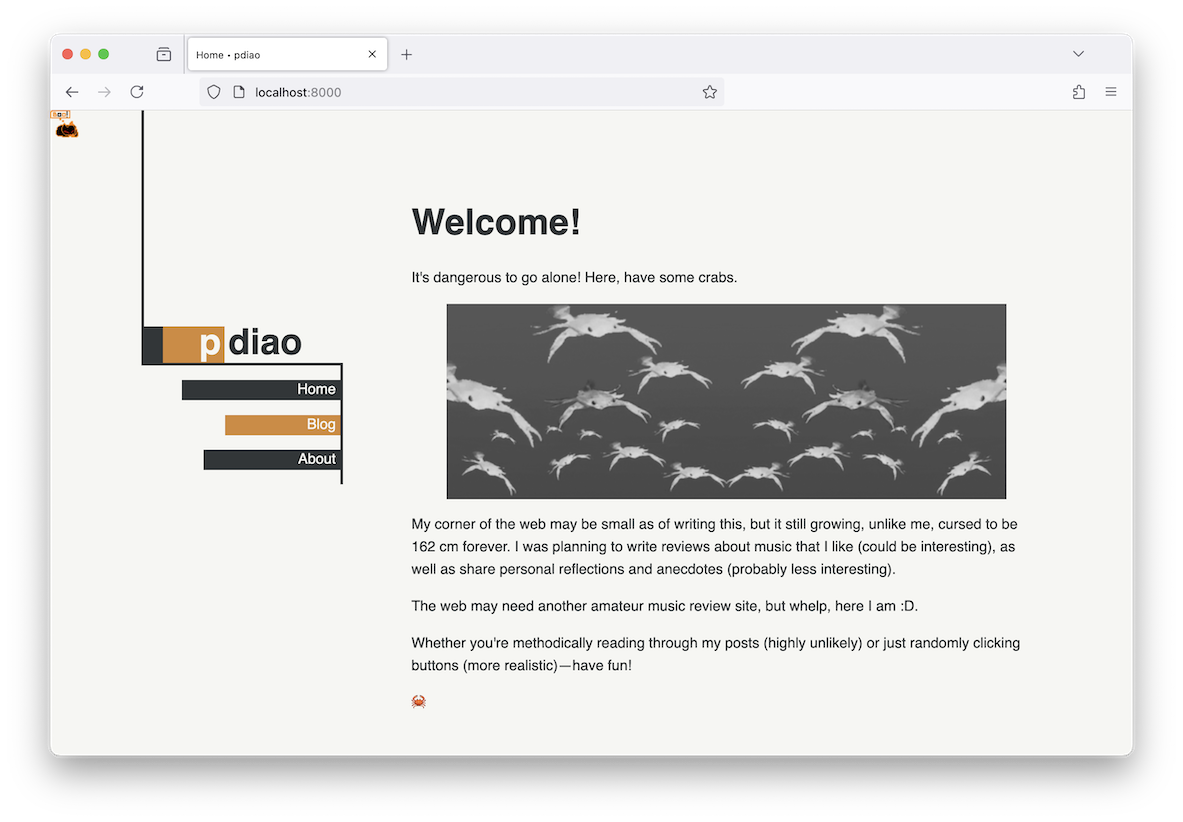 Home • pdiao
localhost:8000
Welcome!
It's dangerous to go alone! Here, have some crabs.
pdiao
Home
Blog
About
My corner of the web may be small as of writing this, but it still growing, unlike me, cursed to be
162 cm forever. I was planning to write reviews about music that I like (could be interesting), as
well as share personal reflections and anecdotes (probably less interesting).
The web may need another amateur music review site, but whelp, here I am :D.
Whether you're methodically reading through my posts (highly unlikely) or just randomly clicking
buttons (more realistic)—have fun!